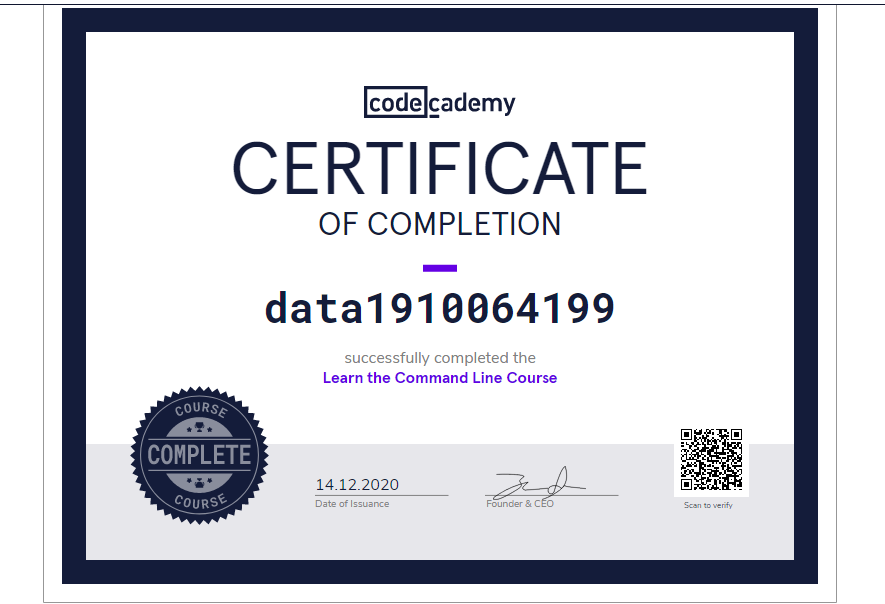 codecademy
CERTIFICATE
OF COMPLETION
data1910064199
successfully completed the
Learn the Command Line Course
COURSE
COMPLETE
COURSE
14.12.2020
Date of Issuance
Founder & CEO
Scan to verify